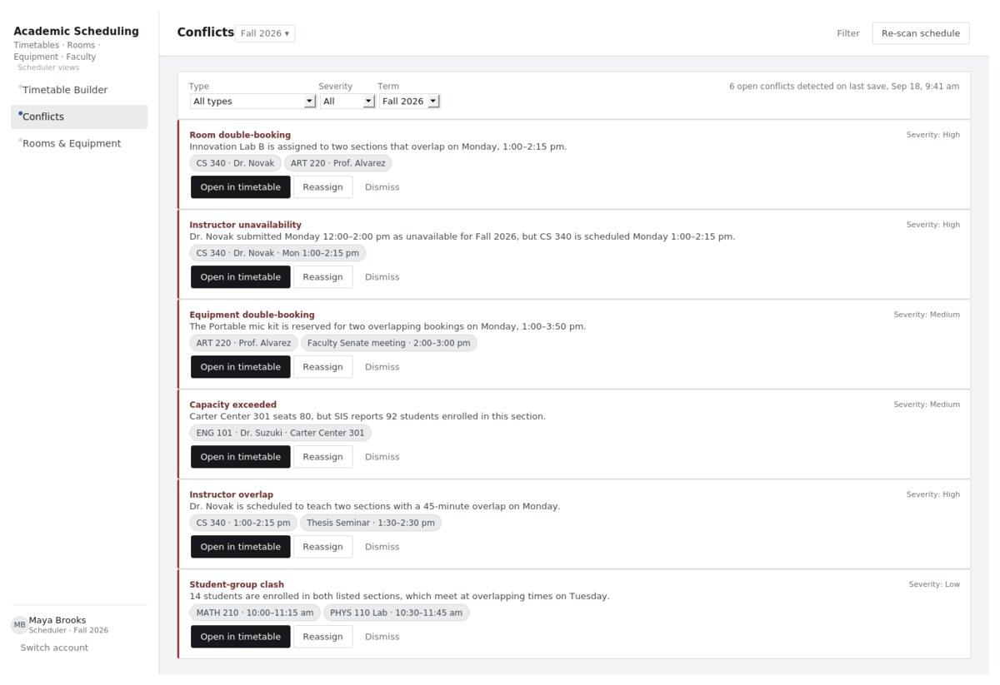 Academic Scheduling
Timetables · Rooms ·
Equipment · Faculty
Scheduler views
Timetable Builder
Conflicts
Rooms & Equipment
Maya Brooks
MB
Scheduler · Fall 2026
Switch account
Conflicts
Fall 2026 ▾
Filter
Re-scan schedule
Type
Severity
Term
All types
All
Fall 2026
6 open conflicts detected on last save, Sep 18, 9:41 am
Room double-booking
Severity: High
Innovation Lab B is assigned to two sections that overlap on Monday, 1:00–2:15 pm.
CS 340 · Dr. Novak
ART 220 · Prof. Alvarez
Open in timetable
Reassign
Dismiss
Instructor unavailability
Severity: High
Dr. Novak submitted Monday 12:00–2:00 pm as unavailable for Fall 2026, but CS 340 is scheduled Monday 1:00–2:15 pm.
CS 340 · Dr. Novak · Mon 1:00–2:15 pm
Open in timetable
Reassign
Dismiss
Equipment double-booking
Severity: Medium
The Portable mic kit is reserved for two overlapping bookings on Monday, 1:00–3:50 pm.
ART 220 · Prof. Alvarez
Faculty Senate meeting · 2:00–3:00 pm
Open in timetable
Reassign
Dismiss
Capacity exceeded
Severity: Medium
Carter Center 301 seats 80, but SIS reports 92 students enrolled in this section.
ENG 101 · Dr. Suzuki · Carter Center 301
Open in timetable
Reassign
Dismiss
Instructor overlap
Severity: High
Dr. Novak is scheduled to teach two sections with a 45-minute overlap on Monday.
CS 340 · 1:00–2:15 pm
Thesis Seminar · 1:30–2:30 pm
Open in timetable
Reassign
Dismiss
Student-group clash
Severity: Low
14 students are enrolled in both listed sections, which meet at overlapping times on Tuesday.
MATH 210 · 10:00–11:15 am
PHYS 110 Lab · 10:30–11:45 am
Open in timetable
Reassign
Dismiss